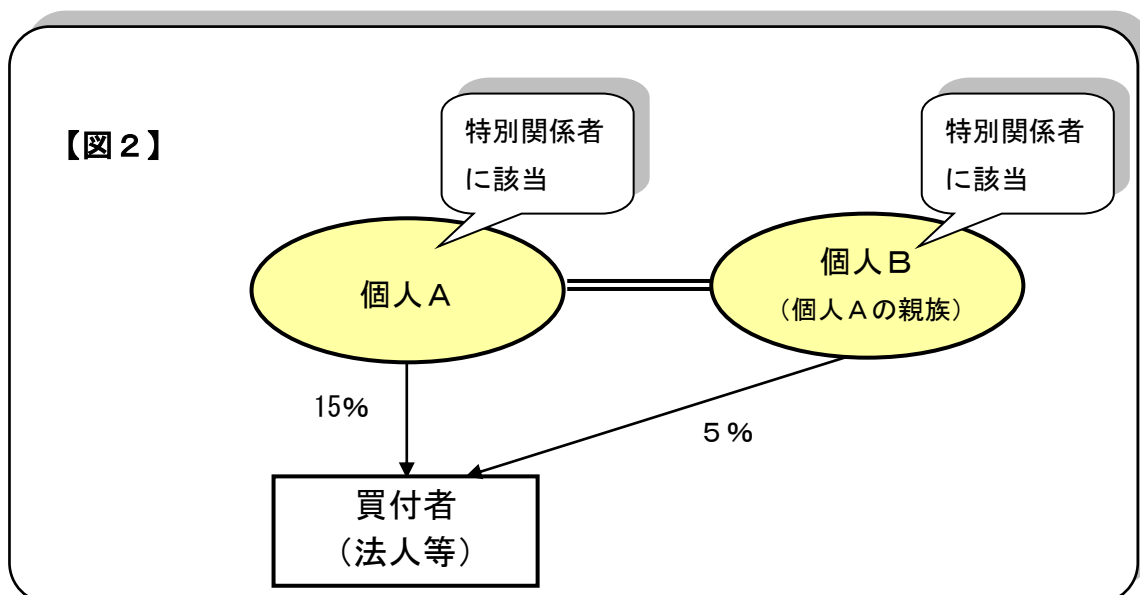 【図２】
特別関係者
に該当
特別関係者
に該当
個人Ａ
個人Ｂ
（個人Ａの親族）
15%
５％
買付者
（法人等）